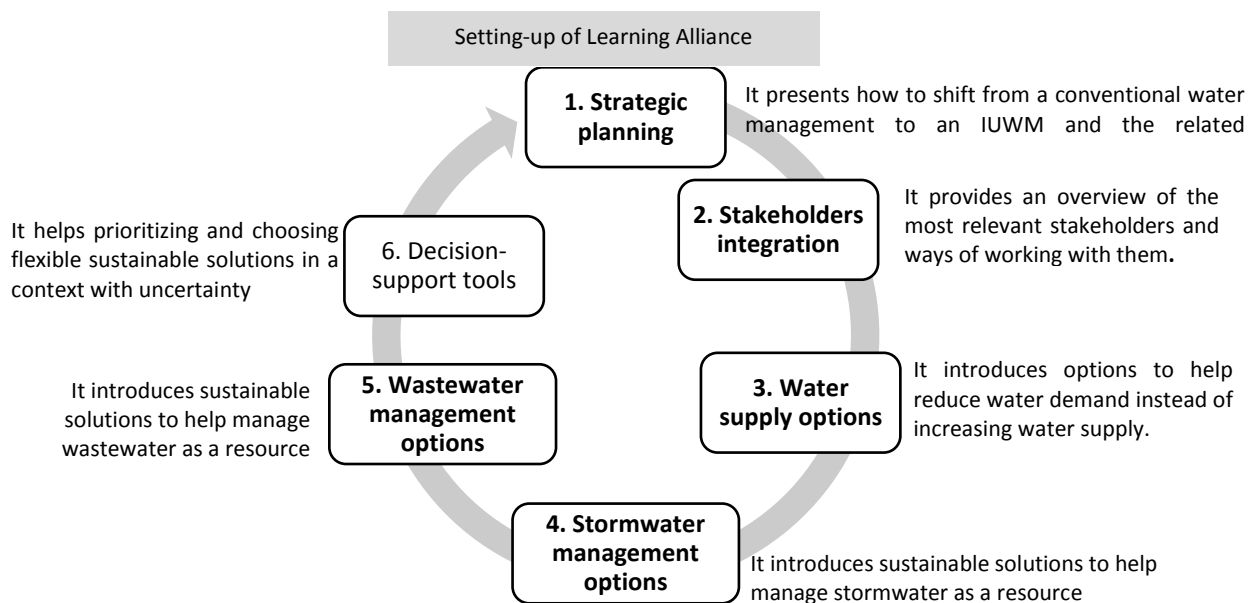 Setting-up of Learning Alliance
1. Strategic
planning
It presents how to shift from a conventional water
management to an IUWM and the related
2. Stakeholders
integration
It provides an overview of the
most relevant stakeholders and
ways of working with them.
3. Water
supply options
It introduces options to help
reduce water demand instead of
increasing water supply.
4. Stormwater
management
options
It introduces sustainable solutions to help
manage stormwater as a resource
5. Wastewater
management
options
It introduces sustainable
solutions to help manage
wastewater as a resource
6. Decision-
support tools
It helps prioritizing and choosing
flexible sustainable solutions in a
context with uncertainty